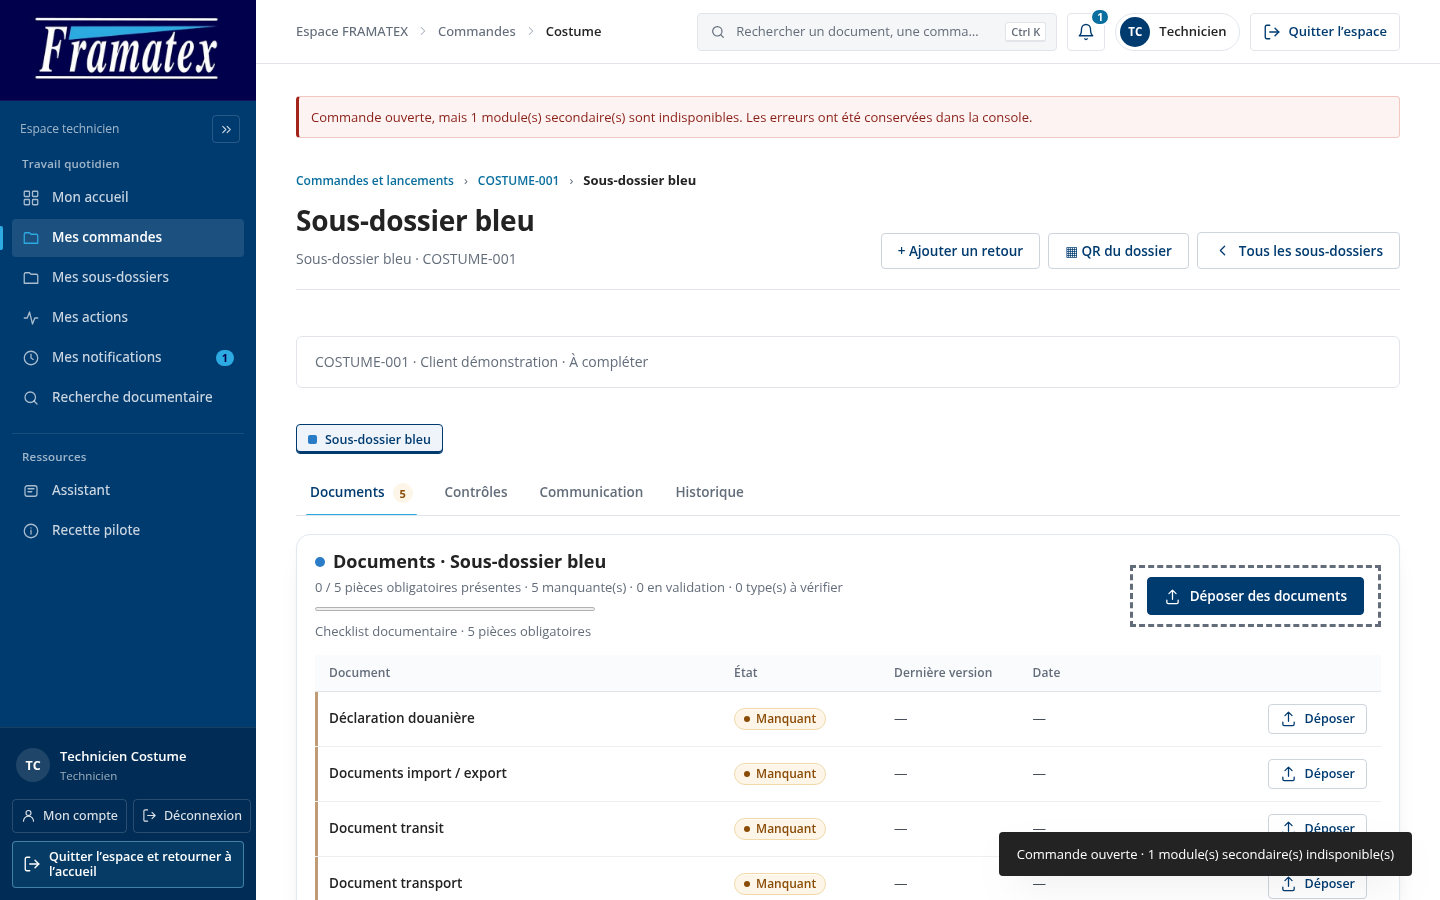 Framatex
Espace technicien
Travail quotidien
Mon accueil
Mes commandes
Mes sous-dossiers
Mes actions
Mes notifications 1
Recherche documentaire
Ressources
Assistant
Recette pilote
TC
Technicien Costume
Technicien
Mon compte
Déconnexion
Quitter l’espace et retourner à
l’accueil
Espace FRAMATEX Commandes Costume
Rechercher un document, une comma… Ctrl K
1
TC Technicien
Quitter l’espace
Commande ouverte, mais 1 module(s) secondaire(s) sont indisponibles. Les erreurs ont été conservées dans la console.
Commandes et lancements › COSTUME-001 › Sous-dossier bleu
Sous-dossier bleu
Sous-dossier bleu · COSTUME-001
+ Ajouter un retour
QR du dossier
Tous les sous-dossiers
COSTUME-001 · Client démonstration · À compléter
Sous-dossier bleu
Documents 5 Contrôles Communication Historique
Documents · Sous-dossier bleu
0 / 5 pièces obligatoires présentes · 5 manquante(s) · 0 en validation · 0 type(s) à vérifier
Checklist documentaire · 5 pièces obligatoires
Déposer des documents
Document État Dernière version Date
Déclaration douanière Manquant — — Déposer
Documents import / export Manquant — — Déposer
Document transit Manquant — — Déposer
Document transport Manquant — — Déposer
Commande ouverte · 1 module(s) secondaire(s) indisponible(s)